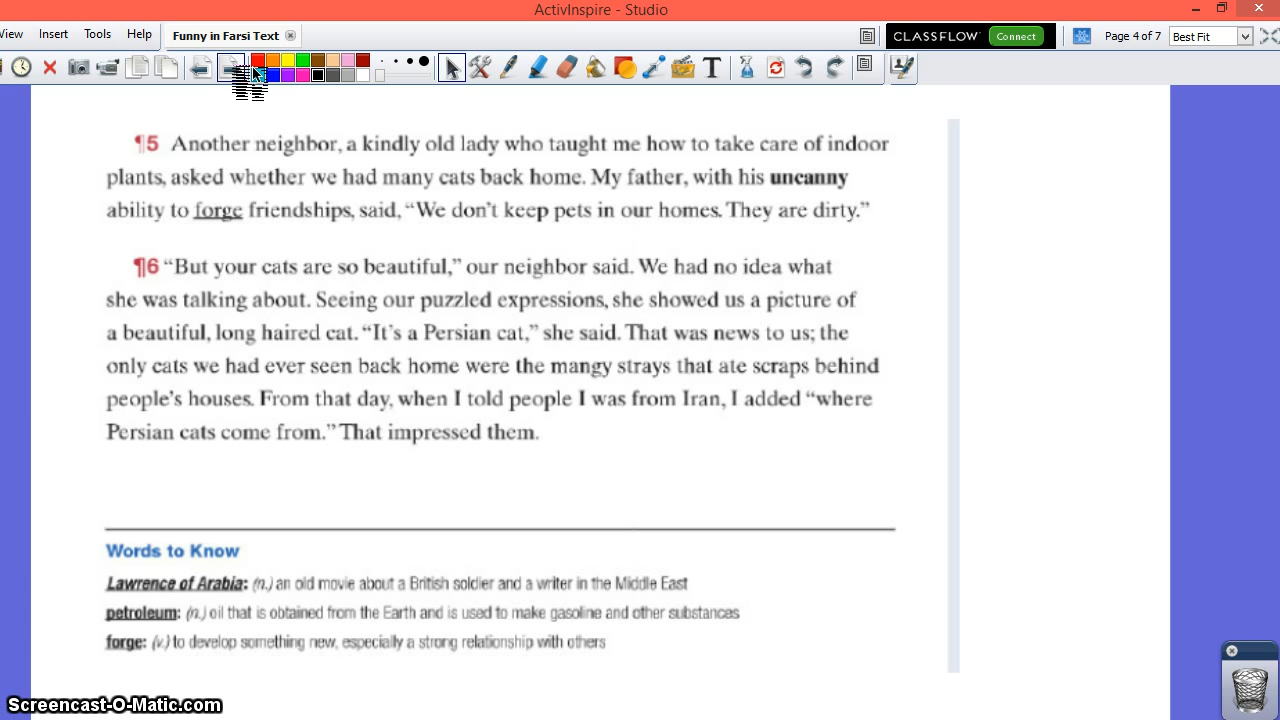 ActivInspire - Studio
View Insert Tools Help Funny in Farsi Text CLASSFLOW Connect Page 4 of 7 Best Fit
¶5 Another neighbor, a kindly old lady who taught me how to take care of indoor
plants, asked whether we had many cats back home. My father, with his uncanny
ability to forge friendships, said, “We don’t keep pets in our homes. They are dirty.”
¶6 “But your cats are so beautiful,” our neighbor said. We had no idea what
she was talking about. Seeing our puzzled expressions, she showed us a picture of
a beautiful, long haired cat. “It’s a Persian cat,” she said. That was news to us; the
only cats we had ever seen back home were the mangy strays that ate scraps behind
people’s houses. From that day, when I told people I was from Iran, I added “where
Persian cats come from.” That impressed them.
Words to Know
Lawrence of Arabia: (n.) an old movie about a British soldier and a writer in the Middle East
petroleum: (n.) oil that is obtained from the Earth and is used to make gasoline and other substances
forge: (v.) to develop something new, especially a strong relationship with others
Screencast-O-Matic.com